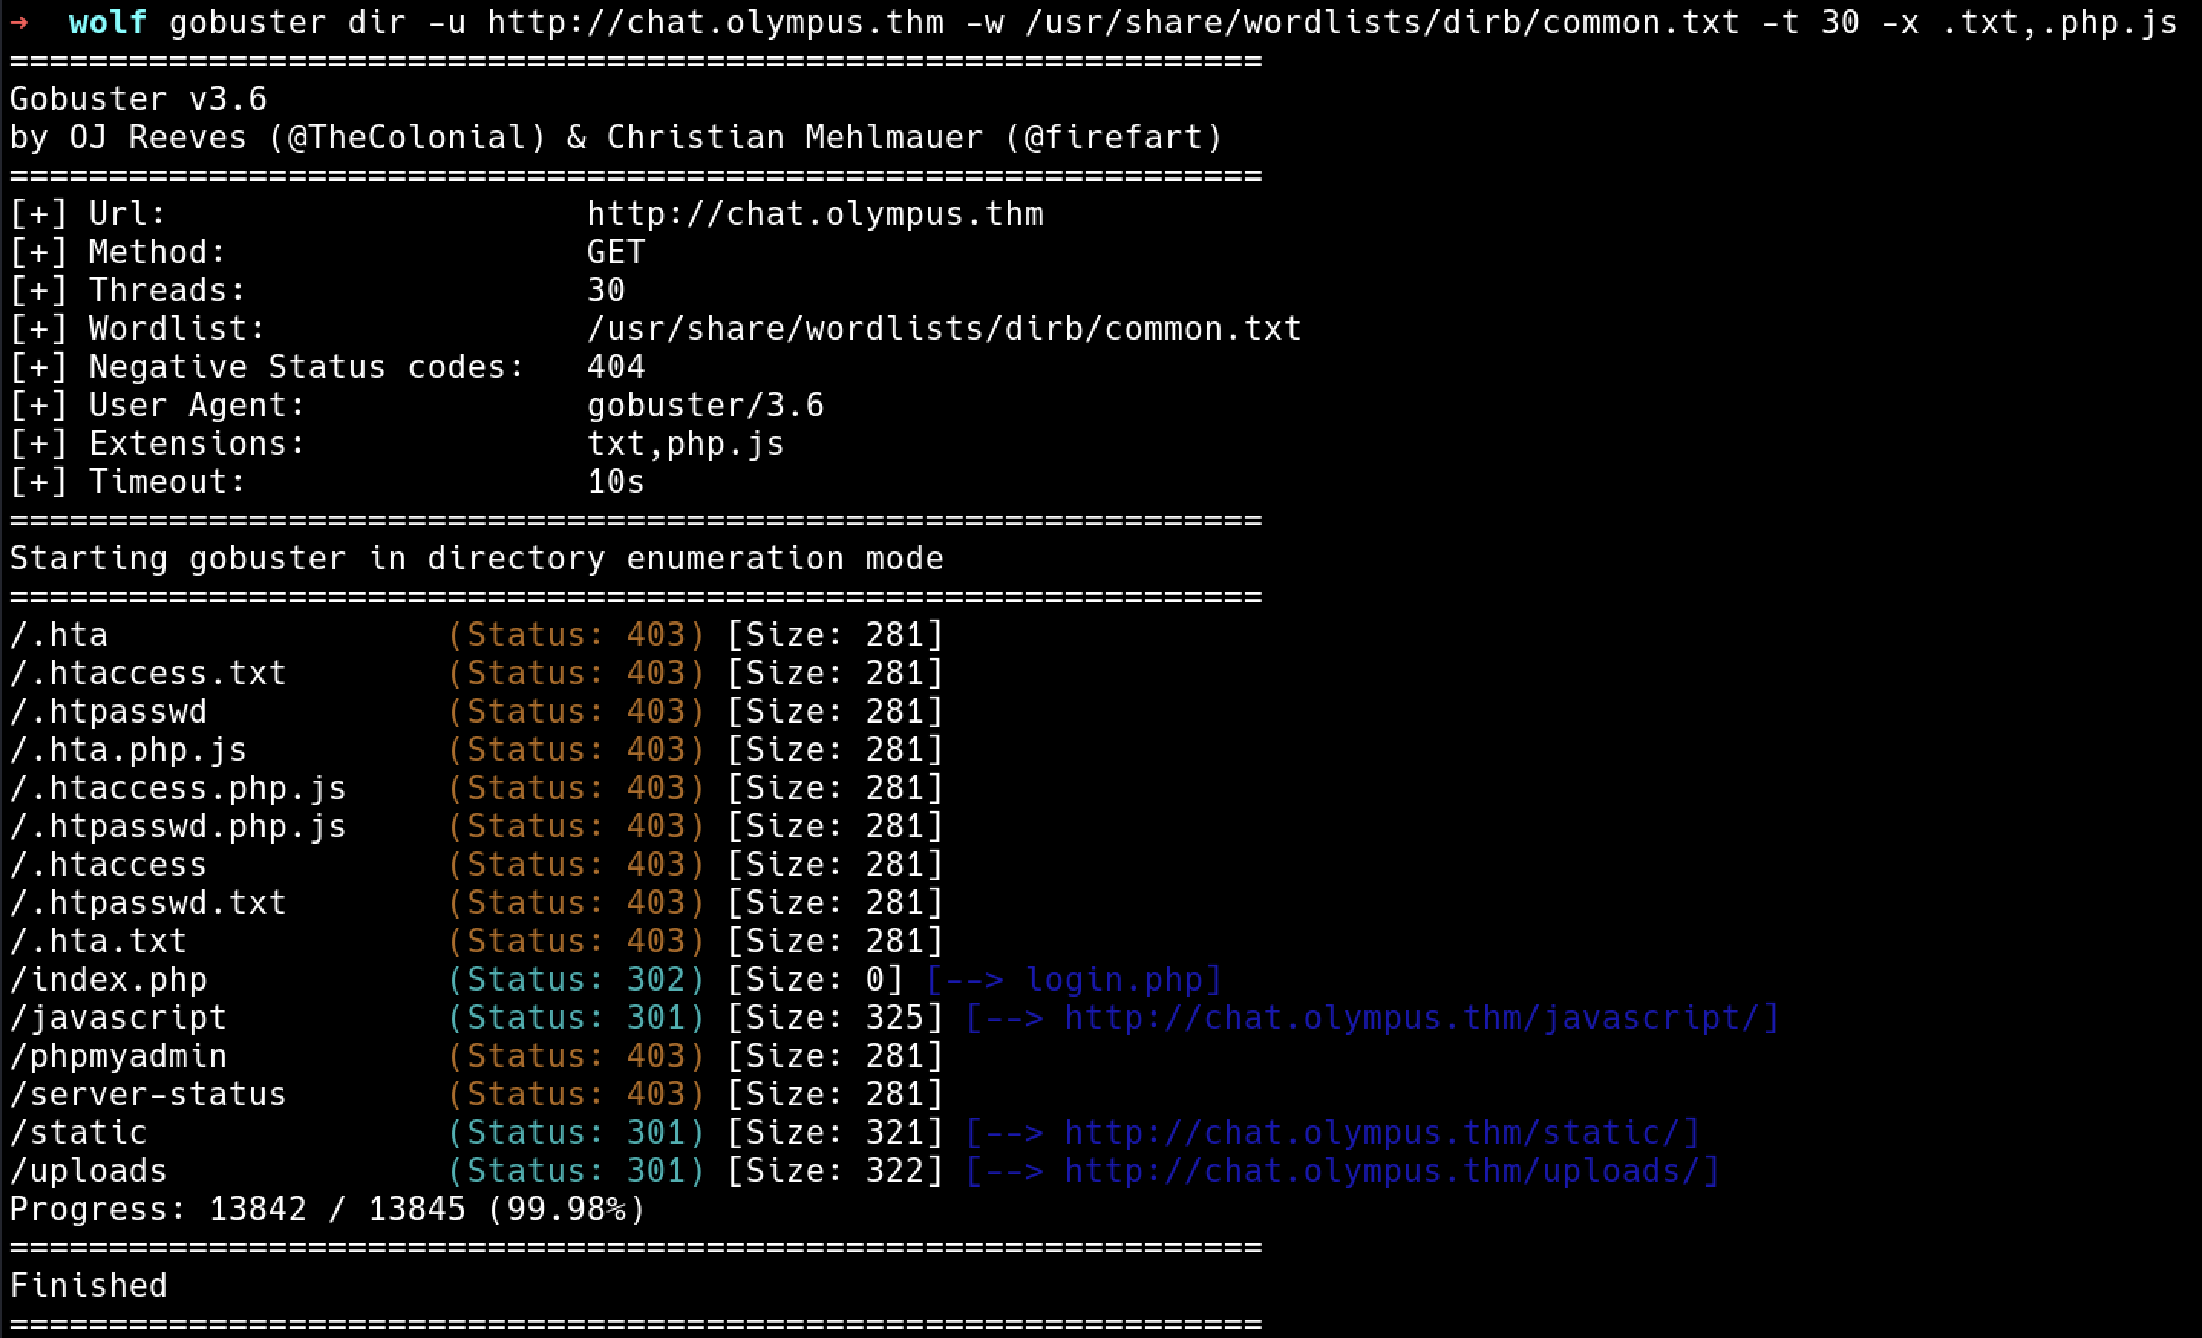 →  wolf gobuster dir -u http://chat.olympus.thm -w /usr/share/wordlists/dirb/common.txt -t 30 -x .txt,.php.js
===============================================================
Gobuster v3.6
by OJ Reeves (@TheColonial) & Christian Mehlmauer (@firefart)
===============================================================
[+] Url:                     http://chat.olympus.thm
[+] Method:                  GET
[+] Threads:                 30
[+] Wordlist:                /usr/share/wordlists/dirb/common.txt
[+] Negative Status codes:   404
[+] User Agent:              gobuster/3.6
[+] Extensions:              txt,php.js
[+] Timeout:                 10s
===============================================================
Starting gobuster in directory enumeration mode
===============================================================
/.hta                 (Status: 403) [Size: 281]
/.htaccess.txt        (Status: 403) [Size: 281]
/.htpasswd            (Status: 403) [Size: 281]
/.hta.php.js          (Status: 403) [Size: 281]
/.htaccess.php.js     (Status: 403) [Size: 281]
/.htpasswd.php.js     (Status: 403) [Size: 281]
/.htaccess            (Status: 403) [Size: 281]
/.htpasswd.txt        (Status: 403) [Size: 281]
/.hta.txt             (Status: 403) [Size: 281]
/index.php            (Status: 302) [Size: 0] [--> login.php]
/javascript           (Status: 301) [Size: 325] [--> http://chat.olympus.thm/javascript/]
/phpmyadmin           (Status: 403) [Size: 281]
/server-status        (Status: 403) [Size: 281]
/static               (Status: 301) [Size: 321] [--> http://chat.olympus.thm/static/]
/uploads              (Status: 301) [Size: 322] [--> http://chat.olympus.thm/uploads/]
Progress: 13842 / 13845 (99.98%)
===============================================================
Finished
===============================================================